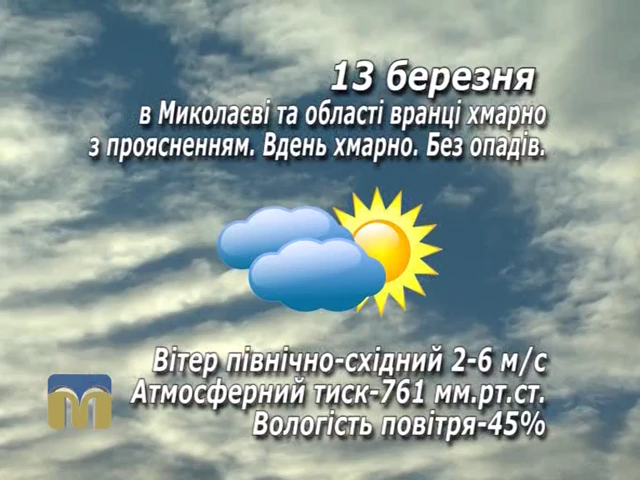 13 березня
в Миколаєві та області вранці хмарно
з проясненням. Вдень хмарно. Без опадів.
Вітер північно-східний 2-6 м/с
Атмосферний тиск-761 мм.рт.ст.
Вологість повітря-45%